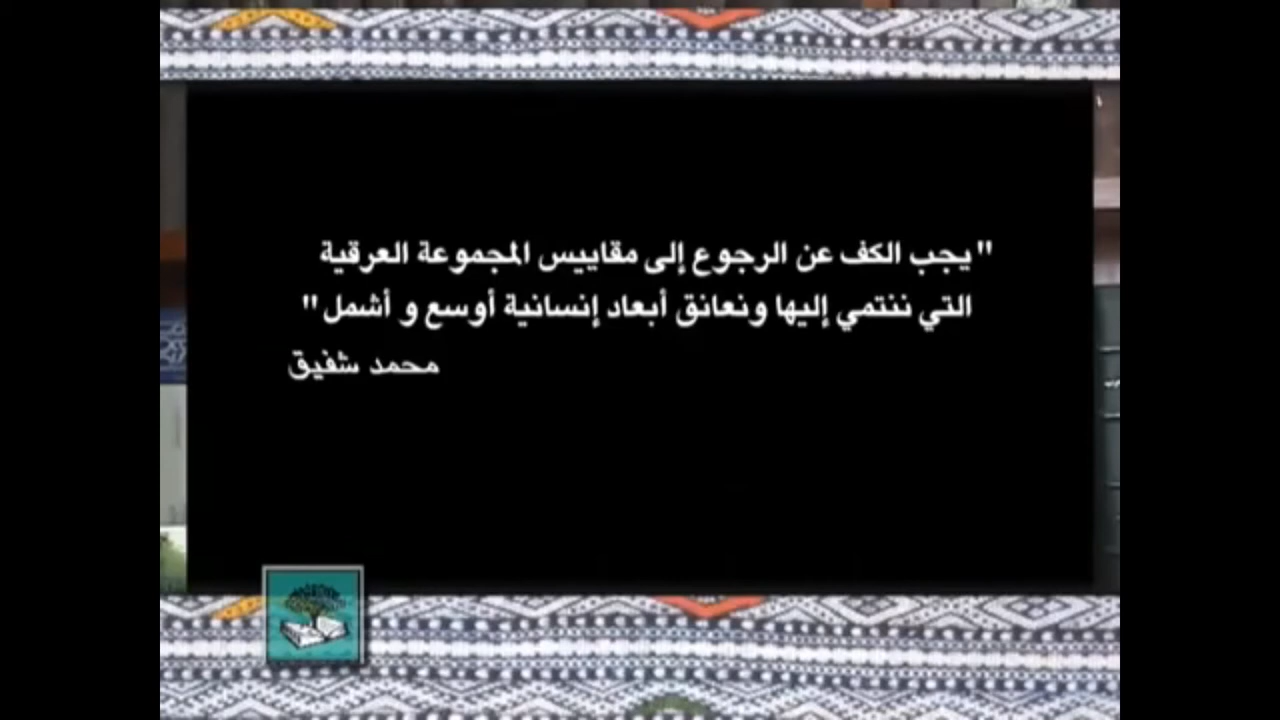 "يجب الكف عن الرجوع إلى مقاييس المجموعة العرقية
التي ننتمي إليها ونعانق أبعاد إنسانية أوسع و أشمل"
محمد شفيق